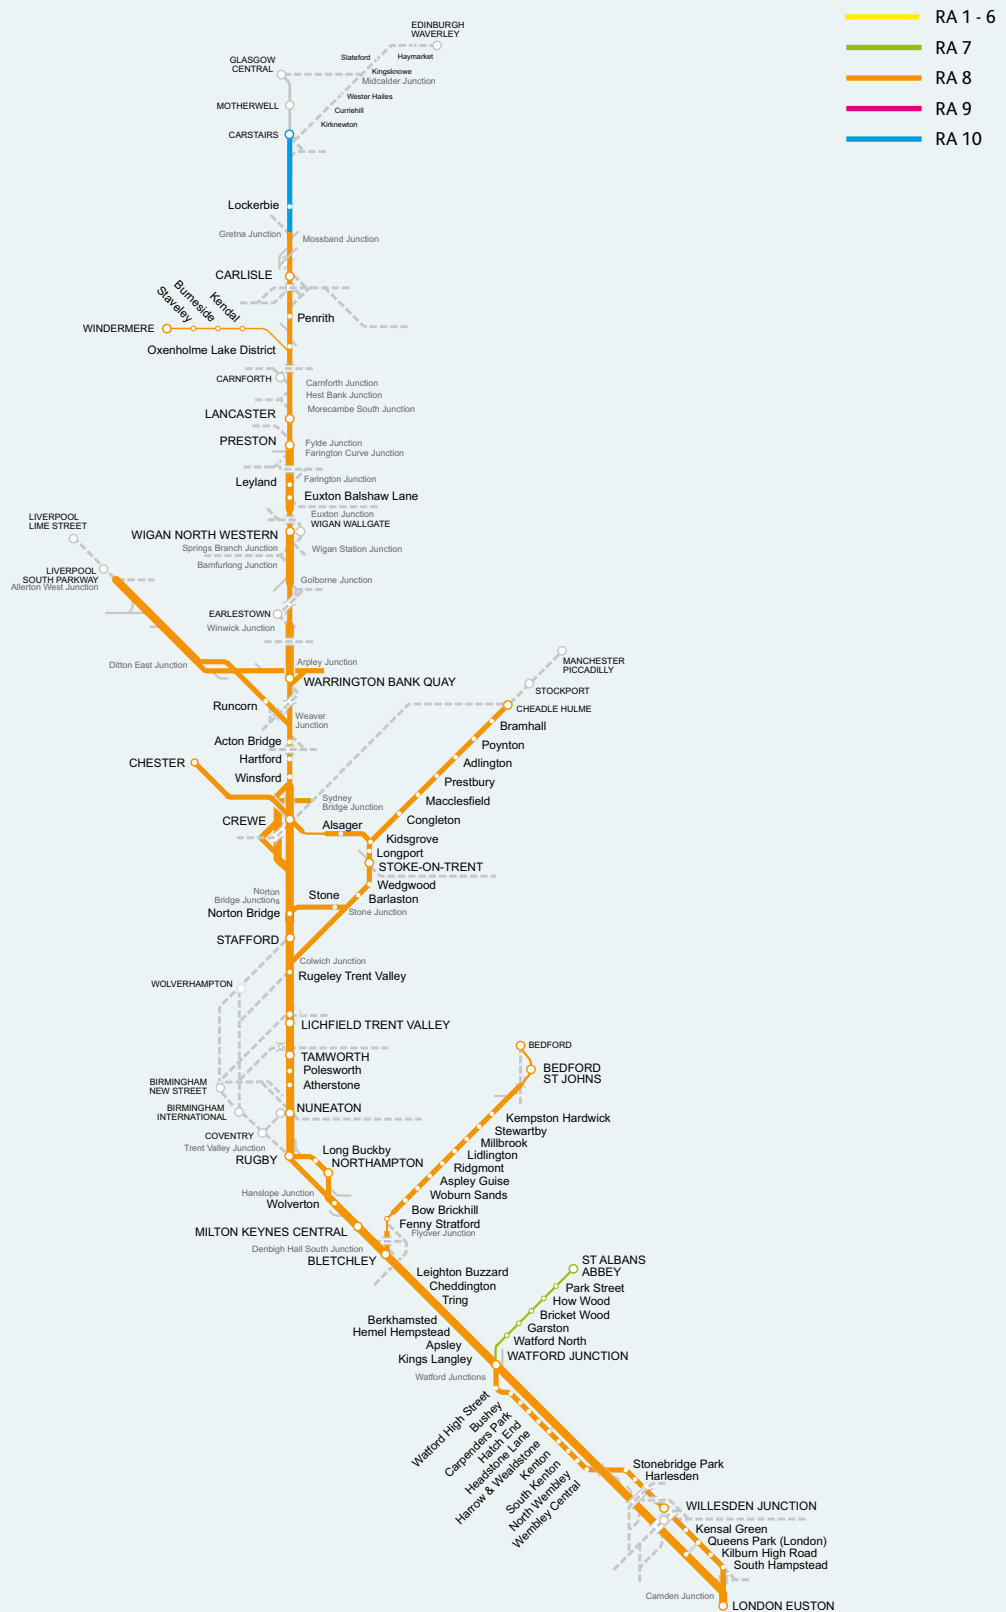 RA 1 - 6
RA 7
RA 8
RA 9
RA 10
EDINBURGH
WAVERLEY
Slateford
Haymarket
GLASGOW
CENTRAL
Kingsknowe
Midcalder Junction
MOTHERWELL
Wester Hailes
Curriehill
Kirknewton
CARSTAIRS
Lockerbie
Gretna Junction
Mossband Junction
CARLISLE
Penrith
Kendal
Burneside
Staveley
WINDERMERE
Oxenholme Lake District
CARNFORTH
Carnforth Junction
Hest Bank Junction
Morecambe South Junction
LANCASTER
PRESTON
Fylde Junction
Farington Curve Junction
Leyland
Farington Junction
Euxton Balshaw Lane
Euxton Junction
LIVERPOOL
LIME STREET
WIGAN WALLGATE
WIGAN NORTH WESTERN
Springs Branch Junction
Wigan Station Junction
Bamfurlong Junction
LIVERPOOL
SOUTH PARKWAY
Allerton West Junction
Golborne Junction
EARLESTOWN
Winwick Junction
Ditton East Junction
Arpley Junction
MANCHESTER
PICCADILLY
WARRINGTON BANK QUAY
STOCKPORT
Runcorn
CHEADLE HULME
Weaver
Junction
Bramhall
Acton Bridge
Poynton
Hartford
CHESTER
Adlington
Winsford
Prestbury
Sydney
Bridge Junction
Macclesfield
CREWE
Alsager
Congleton
Kidsgrove
Longport
STOKE-ON-TRENT
Wedgwood
Norton
Bridge Junctions
Stone
Barlaston
Norton Bridge
Stone Junction
STAFFORD
Colwich Junction
Rugeley Trent Valley
WOLVERHAMPTON
LICHFIELD TRENT VALLEY
BEDFORD
TAMWORTH
Polesworth
BEDFORD
ST JOHNS
BIRMINGHAM
NEW STREET
Atherstone
BIRMINGHAM
INTERNATIONAL
NUNEATON
Kempston Hardwick
COVENTRY
Stewartby
Trent Valley Junction
Millbrook
RUGBY
Long Buckby
NORTHAMPTON
Lidlington
Ridgmont
Aspley Guise
Hanslope Junction
Wolverton
Woburn Sands
Bow Brickhill
MILTON KEYNES CENTRAL
Fenny Stratford
Flyover Junction
Denbigh Hall South Junction
BLETCHLEY
Leighton Buzzard
Cheddington
Tring
ST ALBANS
ABBEY
Park Street
How Wood
Bricket Wood
Garston
Watford North
Berkhamsted
Hemel Hempstead
Apsley
Kings Langley
WATFORD JUNCTION
Watford Junctions
Watford High Street
Bushey
Carpenders Park
Hatch End
Headstone Lane
Harrow & Wealdstone
Kenton
South Kenton
North Wembley
Wembley Central
Stonebridge Park
Harlesden
WILLESDEN JUNCTION
Kensal Green
Queens Park (London)
Kilburn High Road
South Hampstead
Camden Junction
LONDON EUSTON